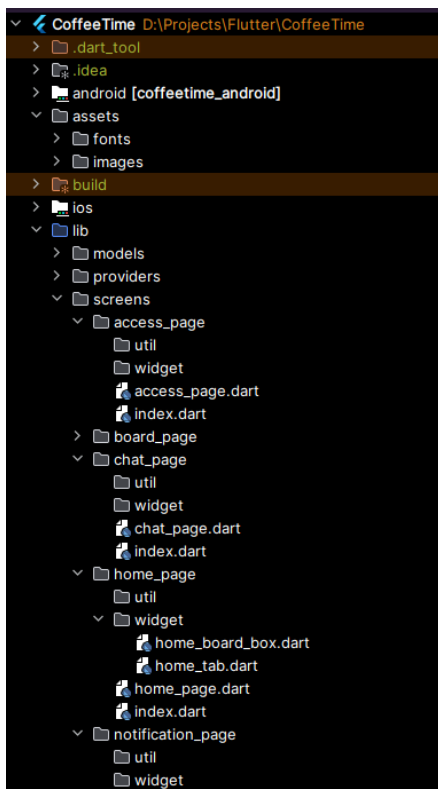 CoffeeTime D:\Projects\Flutter\CoffeeTime
.dart_tool
.idea
android [coffeetime_android]
assets
fonts
images
build
ios
lib
models
providers
screens
access_page
util
widget
access_page.dart
index.dart
board_page
chat_page
util
widget
chat_page.dart
index.dart
home_page
util
widget
home_board_box.dart
home_tab.dart
home_page.dart
index.dart
notification_page
util
widget